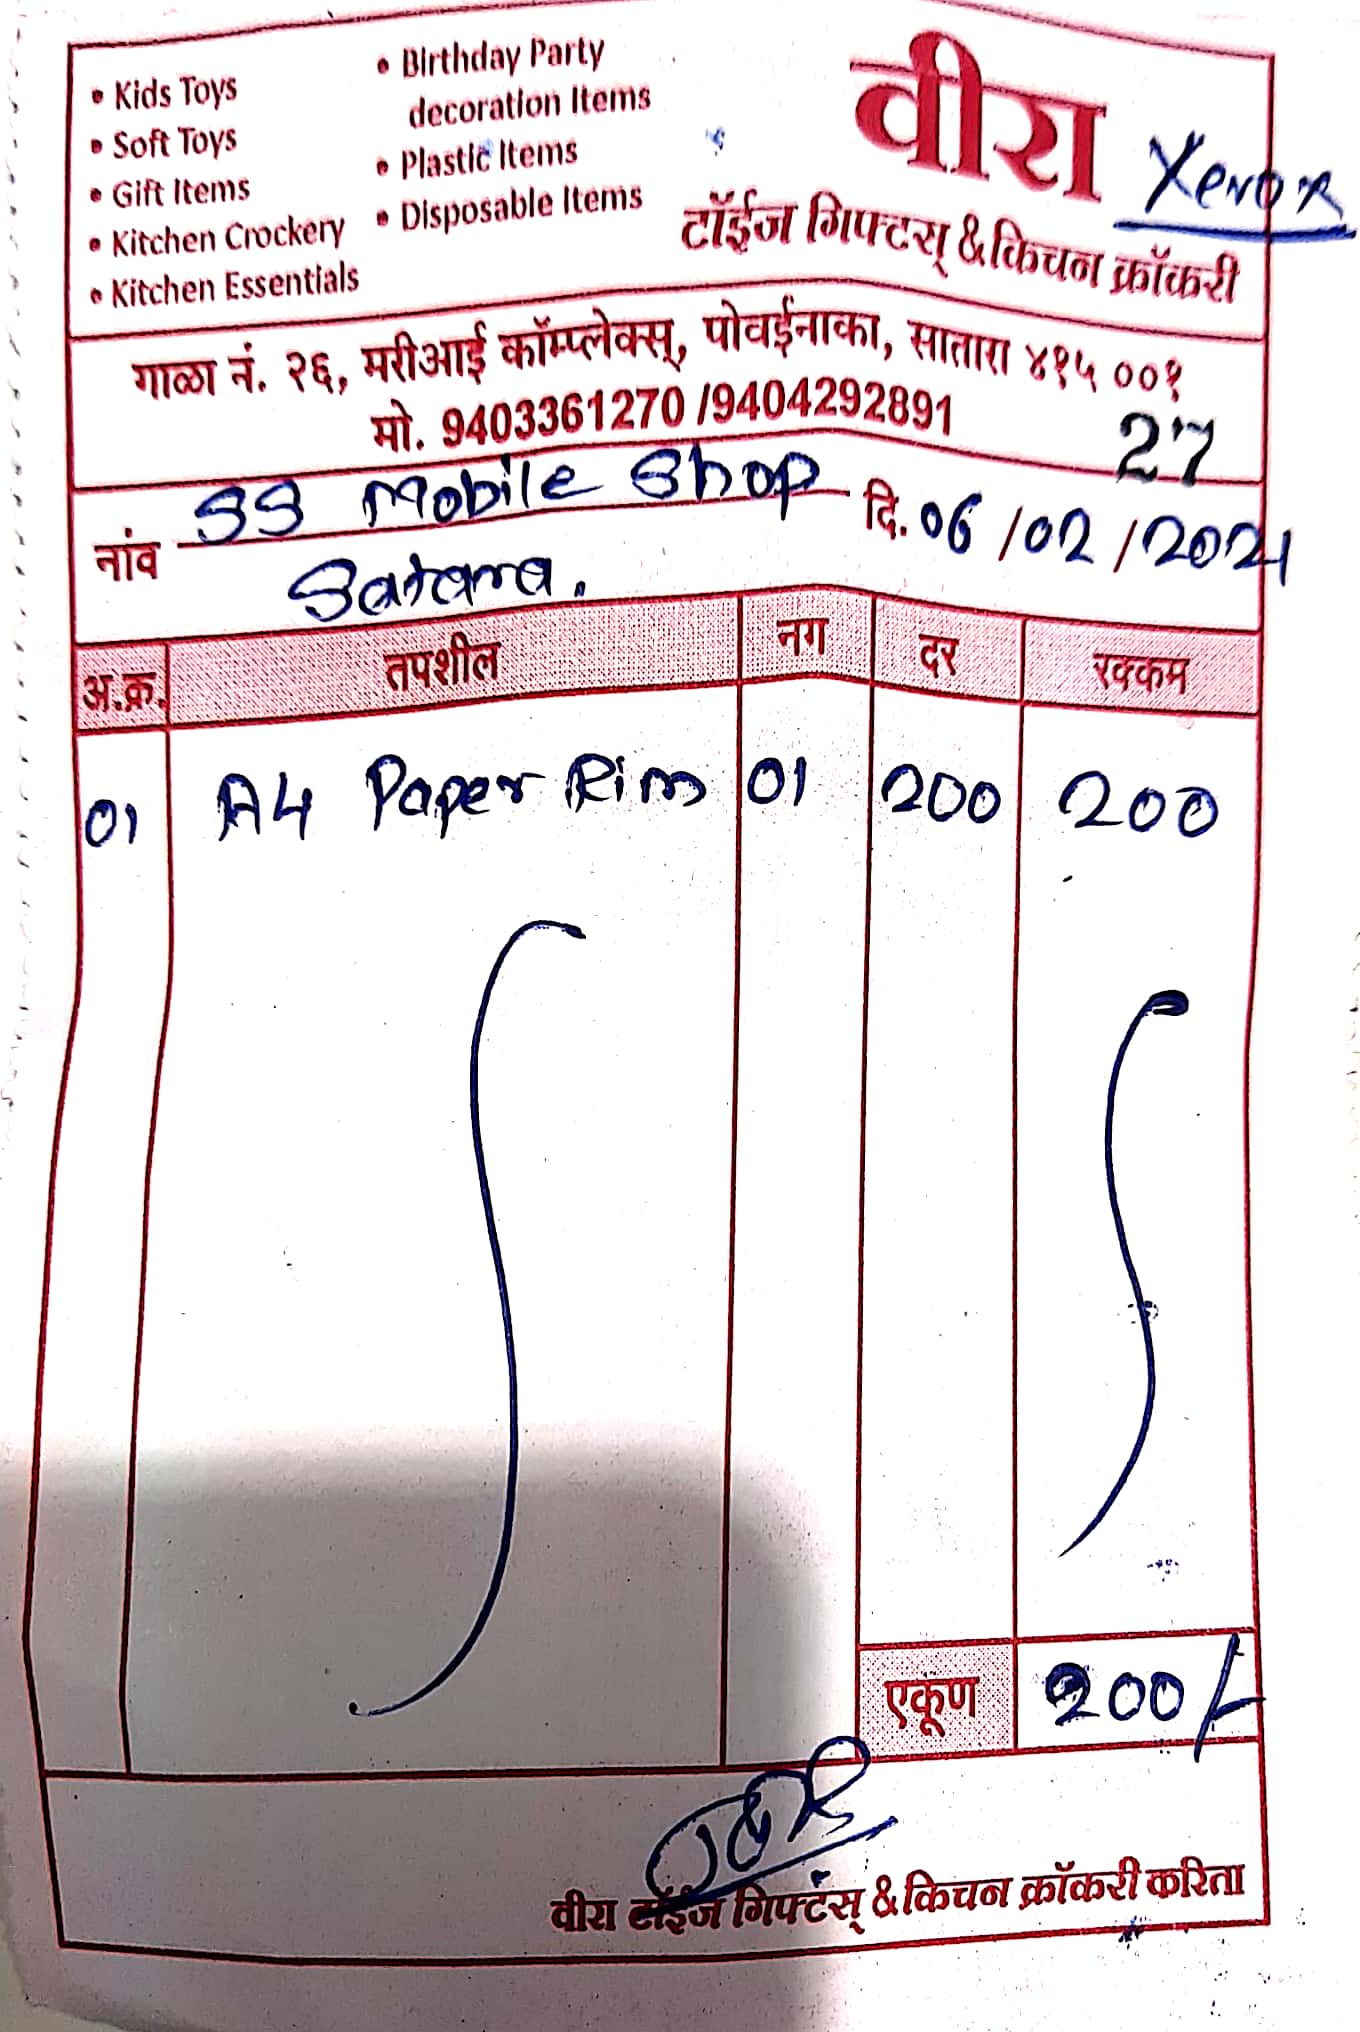 • Kids Toys
• Soft Toys
• Gift Items
• Kitchen Crockery
• Kitchen Essentials
• Birthday Party
decoration Items
• Plastic Items
• Disposable Items
वीरा Xerox
टॉईज गिफ्टस् & किचन क्रॉकरी
गाळा नं. २६, मरीआई कॉम्प्लेक्स्, पोवईनाका, सातारा ४१५ ००१
मो. 9403361270 /9404292891
27
नांव SS Mobile Shop दि. 06/02/2021
Satara.
अ.क्र. तपशील नग दर रक्कम
01 A4 Paper Rim 01 200 200
एकूण 200/-
वीरा टॉईज गिफ्टंस् & किचन क्रॉकरी करिता